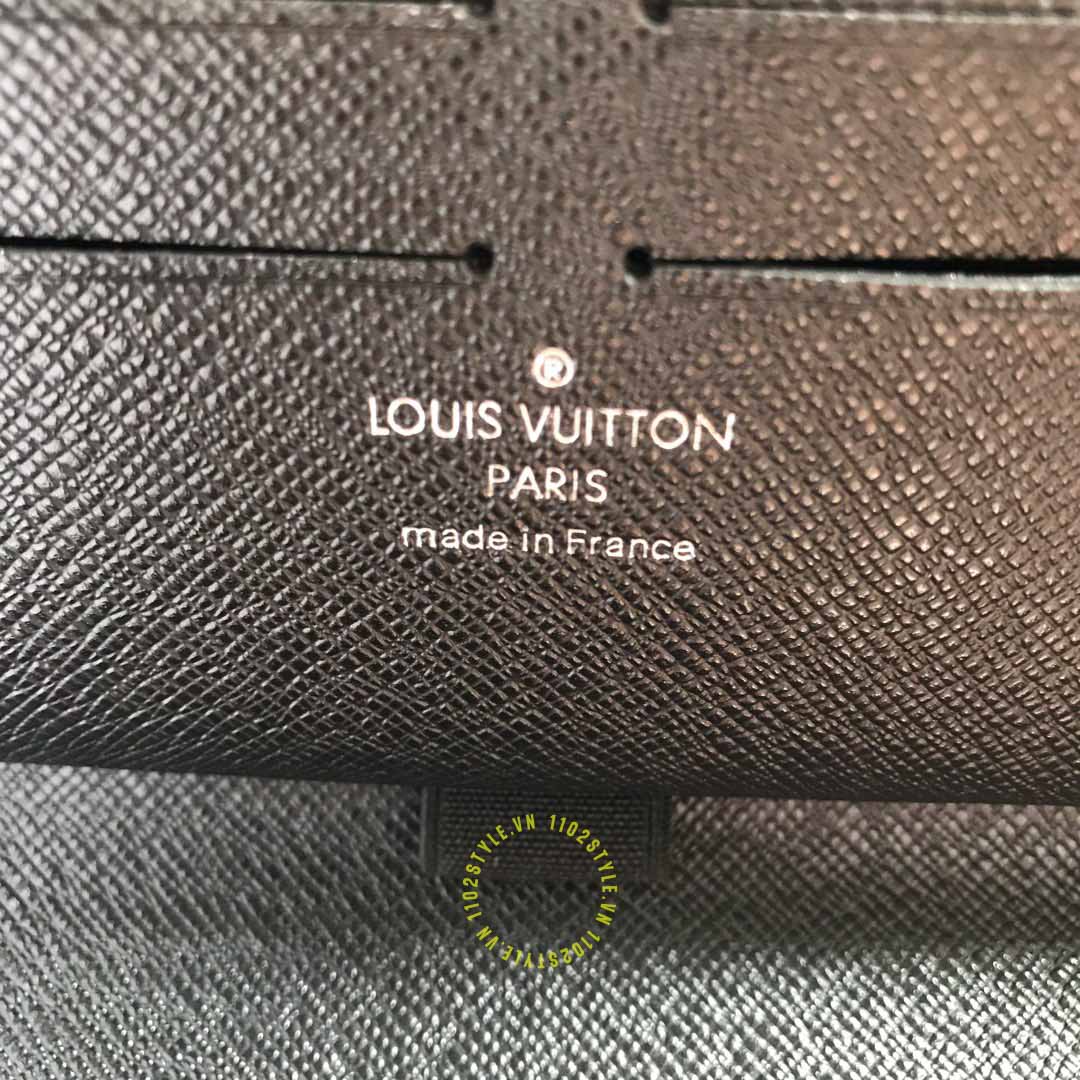 ®
LOUIS VUITTON
PARIS
made in France
1102STYLE.VN 1102STYLE.VN 1102STYLE.VN